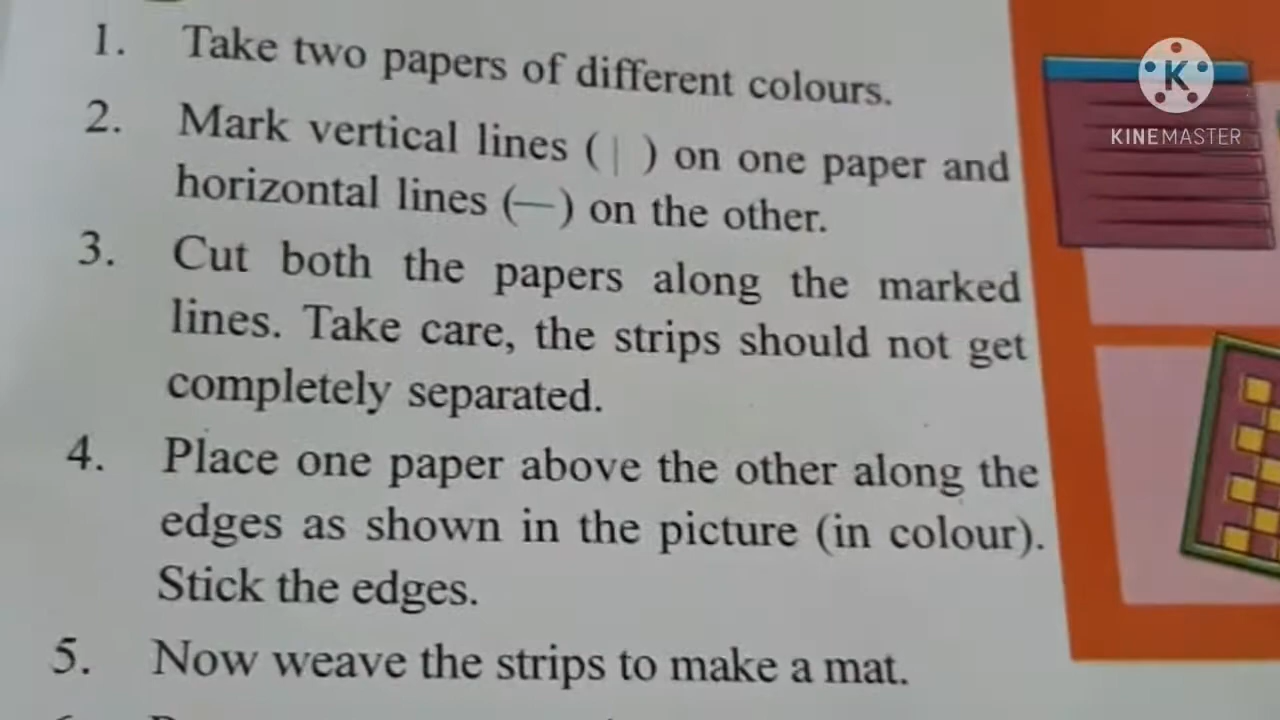 1. Take two papers of different colours.
2. Mark vertical lines ( | ) on one paper and
horizontal lines (—) on the other.
3. Cut both the papers along the marked
lines. Take care, the strips should not get
completely separated.
4. Place one paper above the other along the
edges as shown in the picture (in colour).
Stick the edges.
5. Now weave the strips to make a mat.
K
KINEMASTER